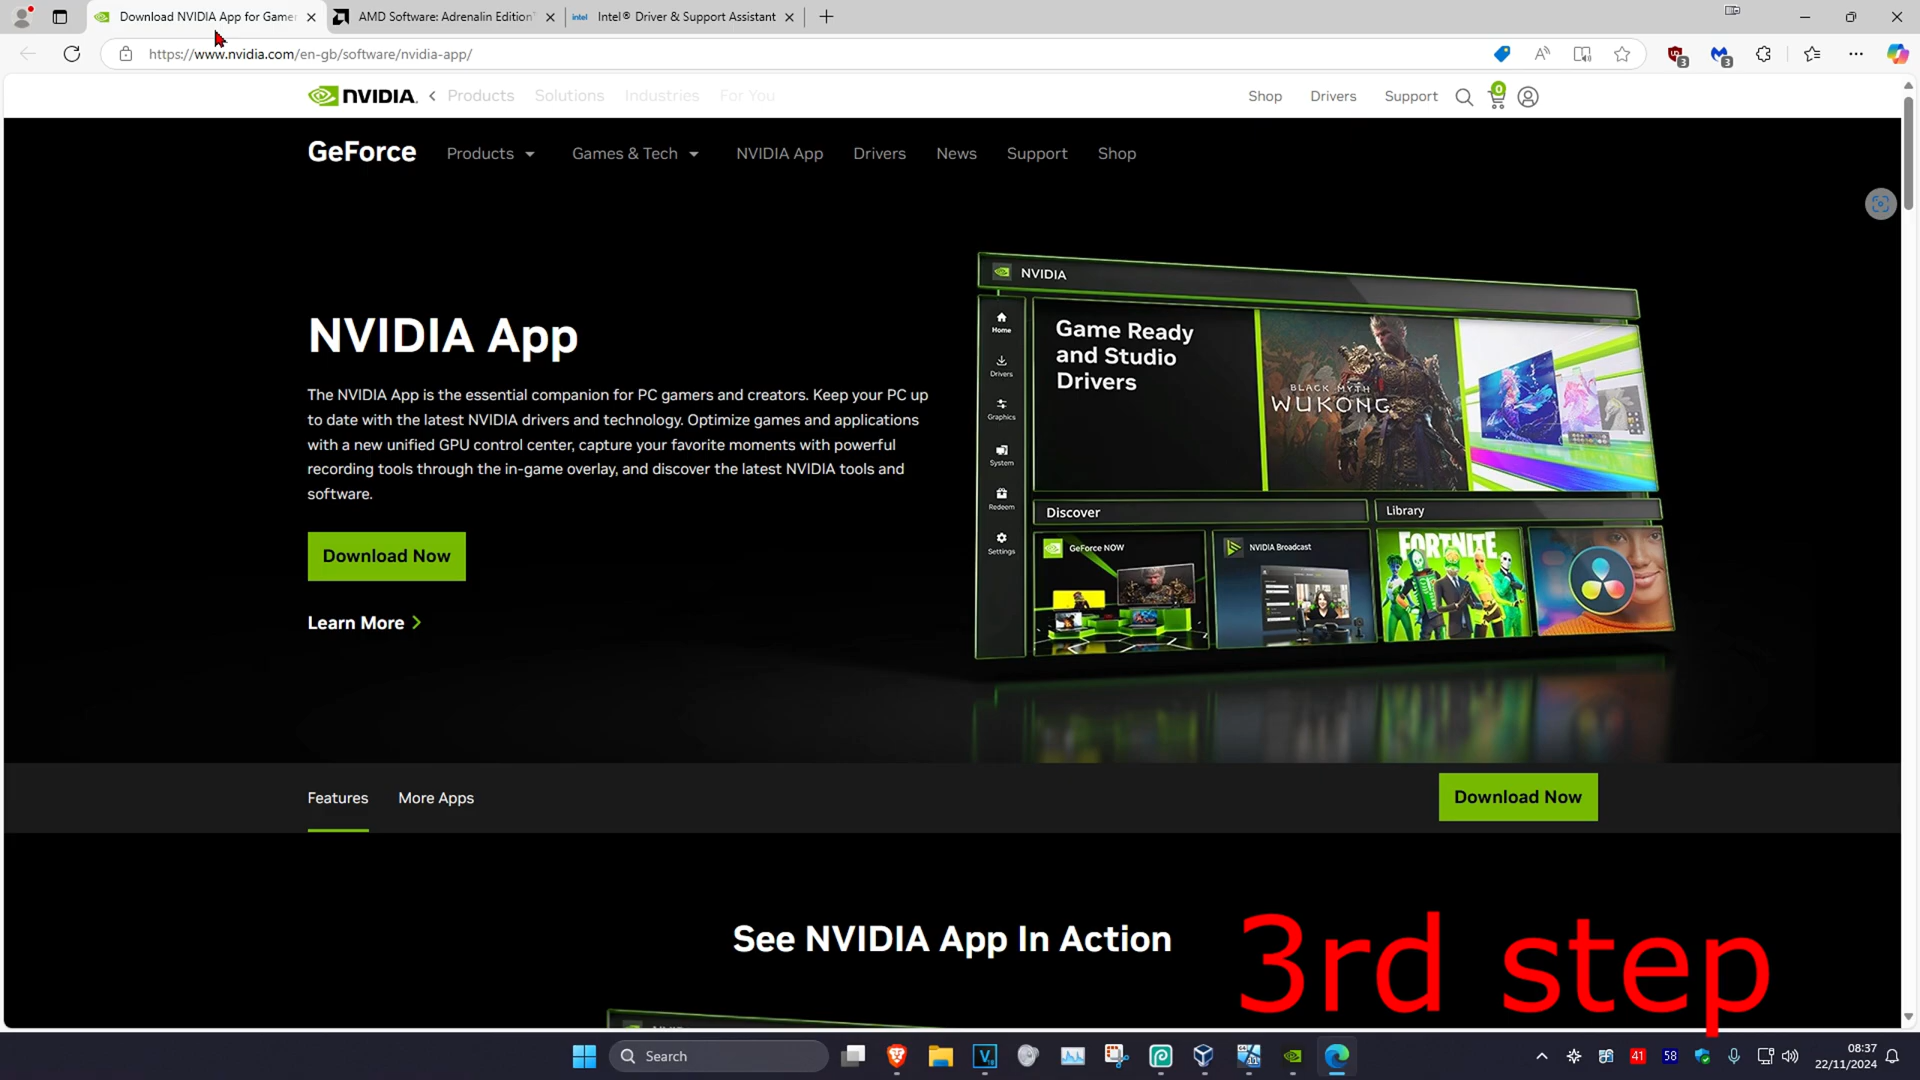 Download NVIDIA App for Gamer
AMD Software: Adrenalin Edition
intel Intel® Driver & Support Assistant
https://www.nvidia.com/en-gb/software/nvidia-app/
3
3
NVIDIA.
Products
Solutions
Industries
For You
Shop
Drivers
Support
0
GeForce
Products
Games & Tech
NVIDIA App
Drivers
News
Support
Shop
NVIDIA App
The NVIDIA App is the essential companion for PC gamers and creators. Keep your PC up
to date with the latest NVIDIA drivers and technology. Optimize games and applications
with a new unified GPU control center, capture your favorite moments with powerful
recording tools through the in-game overlay, and discover the latest NVIDIA tools and
software.
Download Now
Learn More
NVIDIA
Home
Drivers
Graphics
System
Redeem
Settings
Game Ready
and Studio
Drivers
BLACK MYTH
WUKONG
Discover
Library
GeForce NOW
NVIDIA Broadcast
FORTNITE
Features
More Apps
Download Now
See NVIDIA App In Action
3rd step
Search
41
58
08:37
22/11/2024